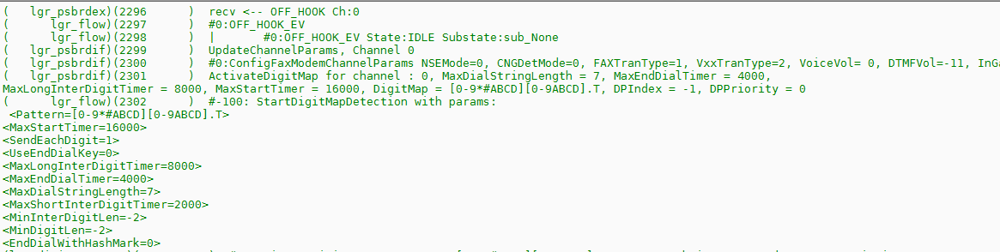 (   lgr_psbrdex)(2296      )  recv <-- OFF_HOOK Ch:0
(      lgr_flow)(2297      )  #0:OFF_HOOK_EV
(      lgr_flow)(2298      )  |       #0:OFF_HOOK_EV State:IDLE Substate:sub_None
(   lgr_psbrdif)(2299      )  UpdateChannelParams, Channel 0
(   lgr_psbrdif)(2300      )  #0:ConfigFaxModemChannelParams NSEMode=0, CNGDetMode=0, FAXTranType=1, VxxTranType=2, VoiceVol= 0, DTMFVol=-11, InGa
(   lgr_psbrdif)(2301      )  ActivateDigitMap for channel : 0, MaxDialStringLength = 7, MaxEndDialTimer = 4000,
MaxLongInterDigitTimer = 8000, MaxStartTimer = 16000, DigitMap = [0-9*#ABCD][0-9ABCD].T, DPIndex = -1, DPPriority = 0
(      lgr_flow)(2302      )  #-100: StartDigitMapDetection with params:
 <Pattern=[0-9*#ABCD][0-9ABCD].T>
<MaxStartTimer=16000>
<SendEachDigit=1>
<UseEndDialKey=0>
<MaxLongInterDigitTimer=8000>
<MaxEndDialTimer=4000>
<MaxDialStringLength=7>
<MaxShortInterDigitTimer=2000>
<MinInterDigitLen=-2>
<MinDigitLen=-2>
<EndDialWithHashMark=0>